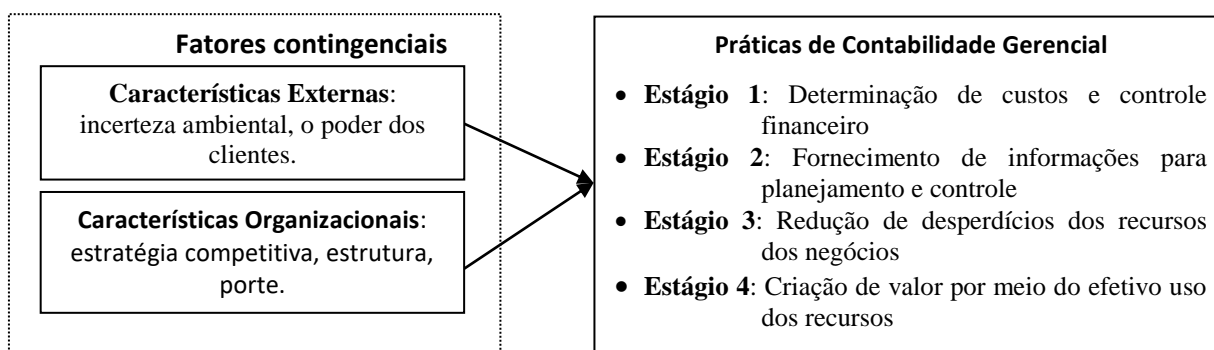 Fatores contingenciais
Características Externas:
incerteza ambiental, o poder dos
clientes.
Características Organizacionais:
estratégia competitiva, estrutura,
porte.
Práticas de Contabilidade Gerencial
• Estágio 1: Determinação de custos e controle
financeiro
• Estágio 2: Fornecimento de informações para
planejamento e controle
• Estágio 3: Redução de desperdícios dos recursos
dos negócios
• Estágio 4: Criação de valor por meio do efetivo uso
dos recursos